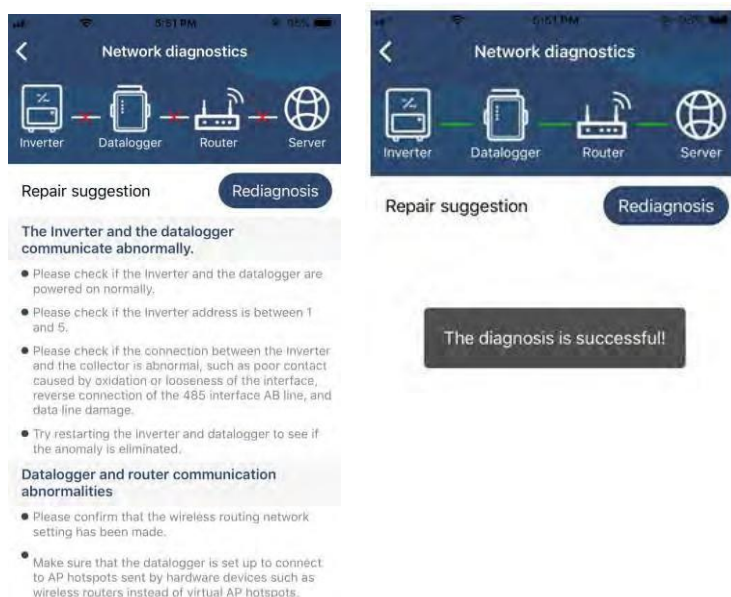 5:51 PM
Network diagnostics
Inverter Datalogger Router Server
Repair suggestion Rediagnosis
The Inverter and the datalogger
communicate abnormally.
Please check if the Inverter and the datalogger are
powered on normally.
Please check if the Inverter address is between 1
and 5.
Please check if the connection between the Inverter
and the collector is abnormal, such as poor contact
caused by oxidation or looseness of the interface,
reverse connection of the 485 interface AB line, and
data line damage.
Try restarting the inverter and datalogger to see if
the anomaly is eliminated.
Datalogger and router communication
abnormalities
Please confirm that the wireless routing network
setting has been made.
Make sure that the datalogger is set up to connect
to AP hotspots sent by hardware devices such as
wireless routers instead of virtual AP hotspots.
5:51 PM
Network diagnostics
Inverter Datalogger Router Server
Repair suggestion Rediagnosis
The diagnosis is successful!